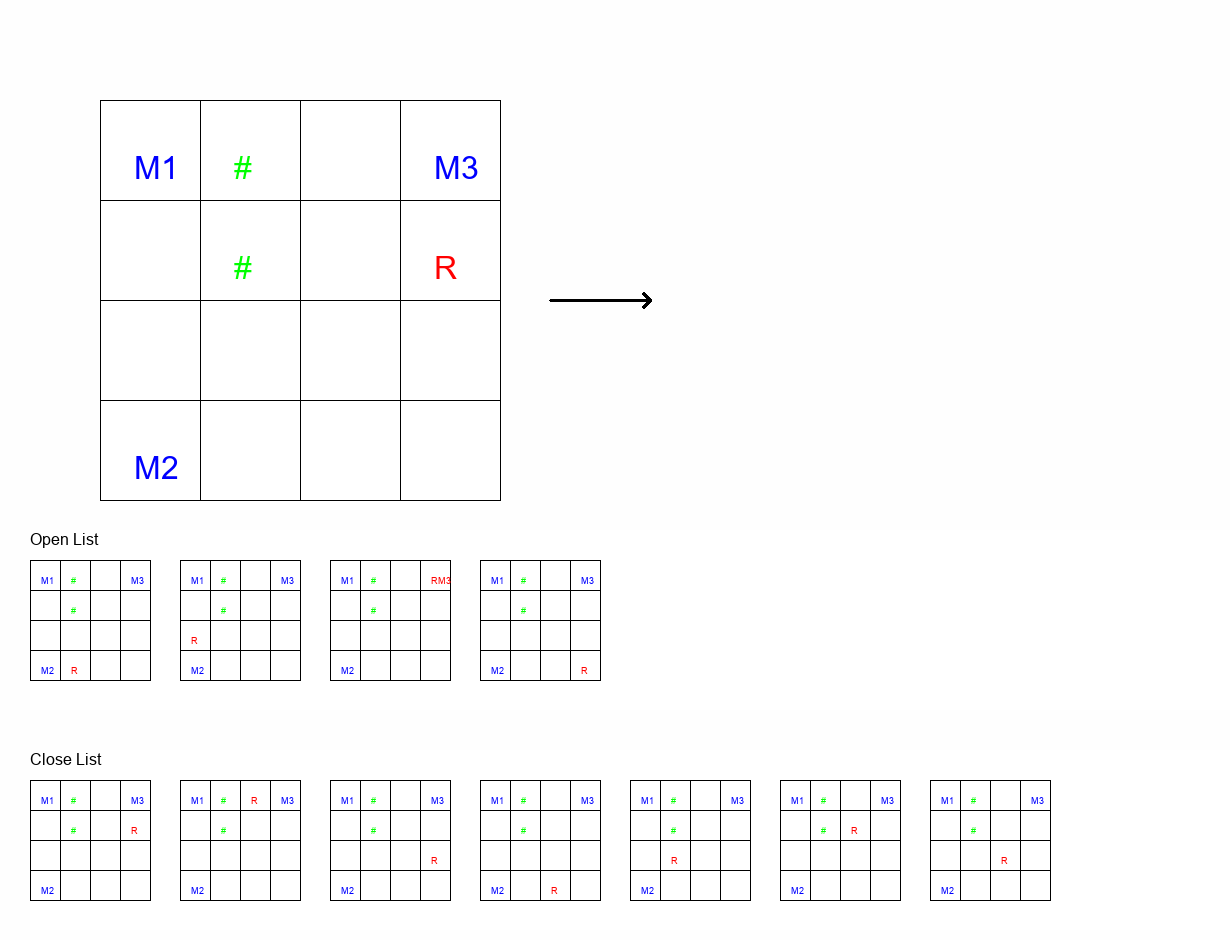 M1 # M3
# R
M2
Open List
M1 # M3 M1 # M3 M1 # RM3 M1 # M3
# # # #
R
M2 R M2 M2 M2 R
Close List
M1 # M3 M1 # R M3 M1 # M3 M1 # M3 M1 # M3 M1 # M3 M1 # M3
# R # # # # # R #
R R R
M2 M2 M2 M2 R M2 M2 M2